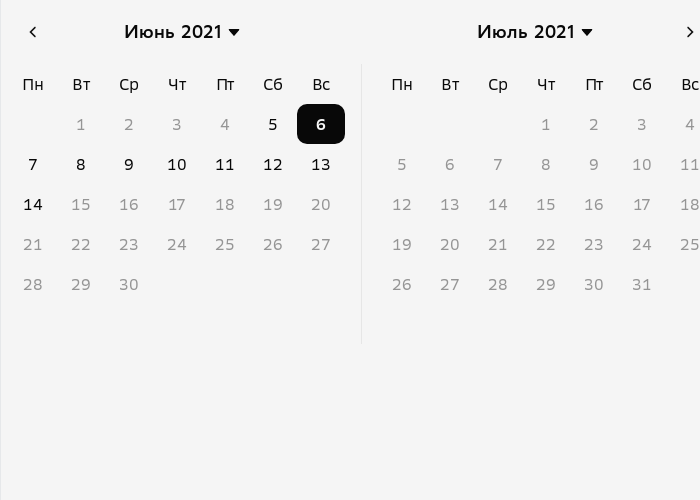 Июнь 2021
Пн Вт Ср Чт Пт Сб Вс
1 2 3 4 5 6
7 8 9 10 11 12 13
14 15 16 17 18 19 20
21 22 23 24 25 26 27
28 29 30
Июль 2021
Пн Вт Ср Чт Пт Сб Вс
1 2 3 4
5 6 7 8 9 10 11
12 13 14 15 16 17 18
19 20 21 22 23 24 25
26 27 28 29 30 31